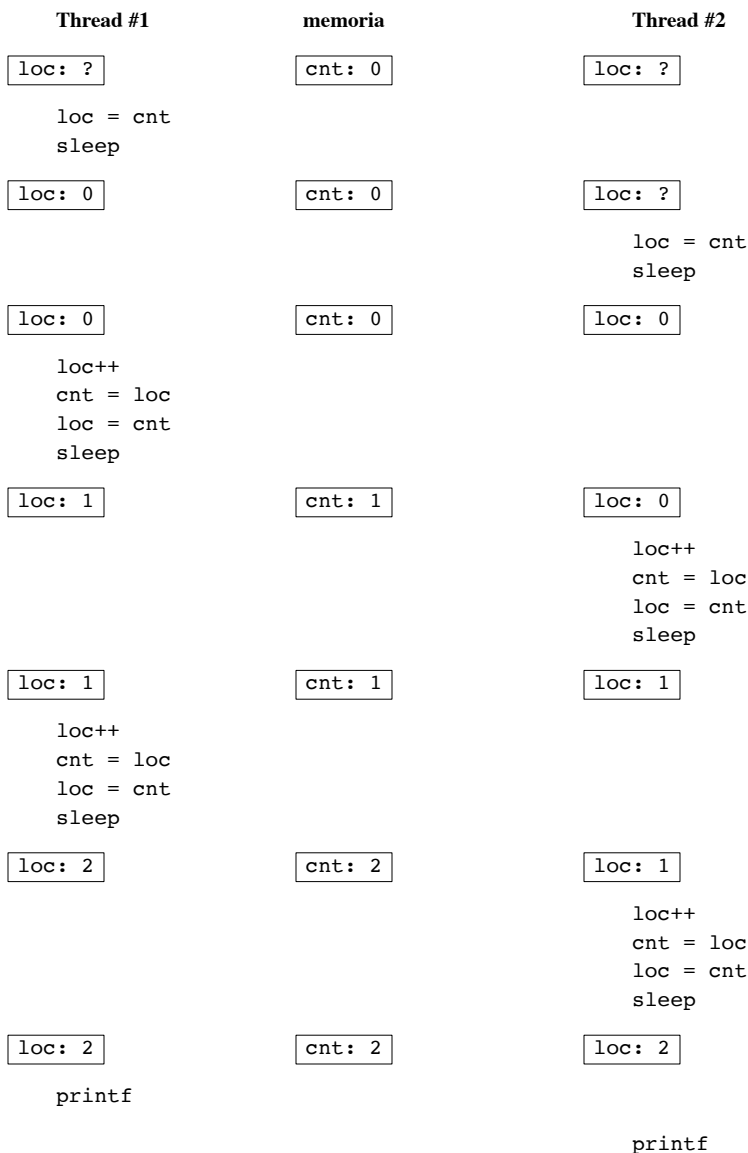 Thread #1 memoria Thread #2
loc: ? cnt: 0 loc: ?
loc = cnt
sleep
loc: 0 cnt: 0 loc: ?
loc = cnt
sleep
loc: 0 cnt: 0 loc: 0
loc++
cnt = loc
loc = cnt
sleep
loc: 1 cnt: 1 loc: 0
loc++
cnt = loc
loc = cnt
sleep
loc: 1 cnt: 1 loc: 1
loc++
cnt = loc
loc = cnt
sleep
loc: 2 cnt: 2 loc: 1
loc++
cnt = loc
loc = cnt
sleep
loc: 2 cnt: 2 loc: 2
printf
printf